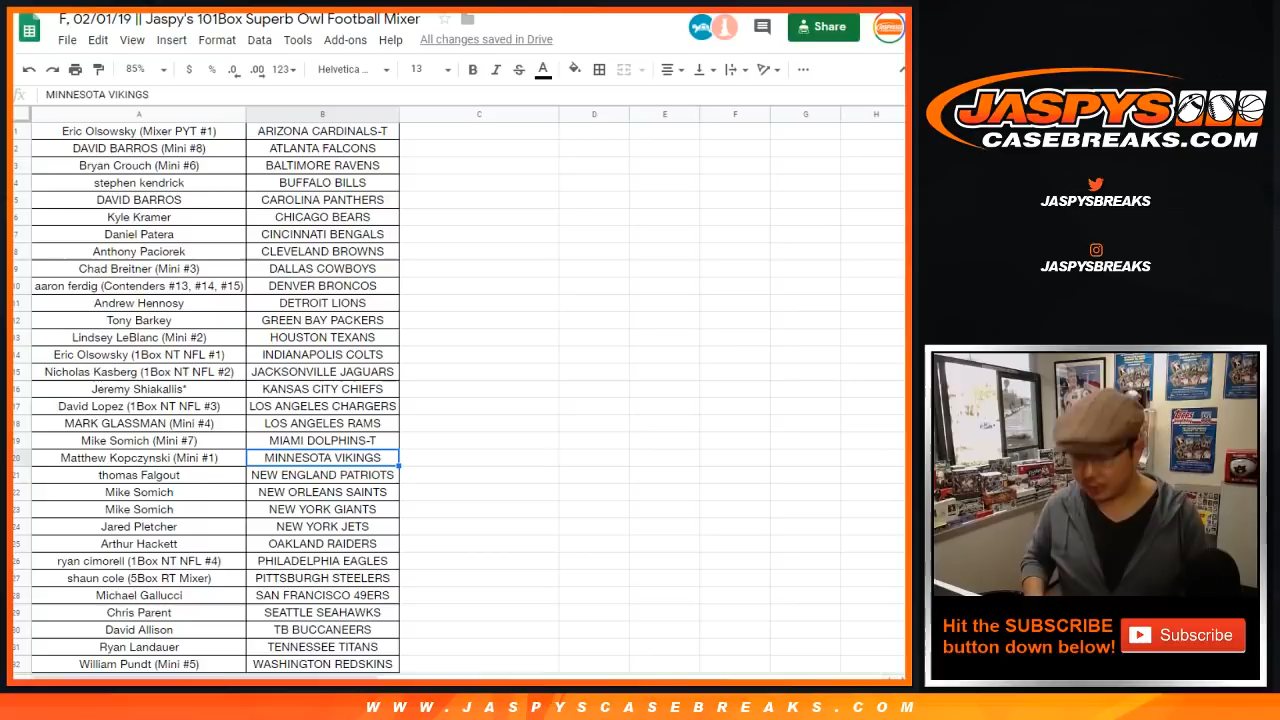 F, 02/01/19 || Jaspy's 101Box Superb Owl Football Mixer
Share
File Edit View Insert Format Data Tools Add-ons Help All changes saved in Drive
85% $ % .0 .00 123 Helvetica ... 13 B I S A
fx MINNESOTA VIKINGS
A B C D E F G H
1 Eric Olsowsky (Mixer PYT #1) ARIZONA CARDINALS-T
2 DAVID BARROS (Mini #8) ATLANTA FALCONS
3 Bryan Crouch (Mini #6) BALTIMORE RAVENS
4 stephen kendrick BUFFALO BILLS
5 DAVID BARROS CAROLINA PANTHERS
6 Kyle Kramer CHICAGO BEARS
7 Daniel Patera CINCINNATI BENGALS
8 Anthony Paciorek CLEVELAND BROWNS
9 Chad Breitner (Mini #3) DALLAS COWBOYS
10 aaron ferdig (Contenders #13, #14, #15) DENVER BRONCOS
11 Andrew Hennosy DETROIT LIONS
12 Tony Barkey GREEN BAY PACKERS
13 Lindsey LeBlanc (Mini #2) HOUSTON TEXANS
14 Eric Olsowsky (1Box NT NFL #1) INDIANAPOLIS COLTS
15 Nicholas Kasberg (1Box NT NFL #2) JACKSONVILLE JAGUARS
16 Jeremy Shiakallis* KANSAS CITY CHIEFS
17 David Lopez (1Box NT NFL #3) LOS ANGELES CHARGERS
18 MARK GLASSMAN (Mini #4) LOS ANGELES RAMS
19 Mike Somich (Mini #7) MIAMI DOLPHINS-T
20 Matthew Kopczynski (Mini #1) MINNESOTA VIKINGS
21 thomas Falgout NEW ENGLAND PATRIOTS
22 Mike Somich NEW ORLEANS SAINTS
23 Mike Somich NEW YORK GIANTS
24 Jared Pletcher NEW YORK JETS
25 Arthur Hackett OAKLAND RAIDERS
26 ryan cimorell (1Box NT NFL #4) PHILADELPHIA EAGLES
27 shaun cole (5Box RT Mixer) PITTSBURGH STEELERS
28 Michael Gallucci SAN FRANCISCO 49ERS
29 Chris Parent SEATTLE SEAHAWKS
30 David Allison TB BUCCANEERS
31 Ryan Landauer TENNESSEE TITANS
32 William Pundt (Mini #5) WASHINGTON REDSKINS
JASPYS
CASEBREAKS.COM
JASPYSBREAKS
JASPYSBREAKS
Topps
Hit the SUBSCRIBE
button down below!
Subscribe
WWW.JASPYSCASEBREAKS.COM